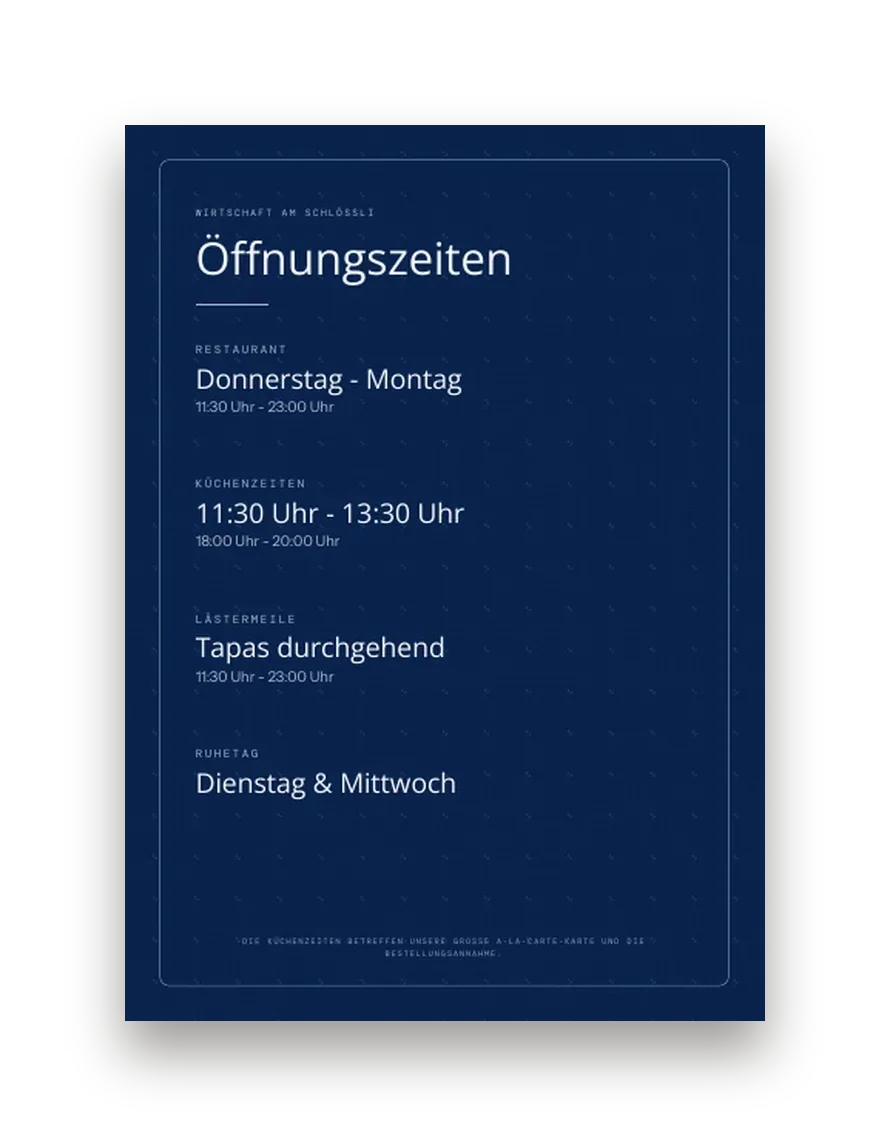 WIRTSCHAFT AM SCHLÖSSLI
Öffnungszeiten
RESTAURANT
Donnerstag - Montag
11:30 Uhr - 23:00 Uhr
KÜCHENZEITEN
11:30 Uhr - 13:30 Uhr
18:00 Uhr - 20:00 Uhr
LÄSTERMEILE
Tapas durchgehend
11:30 Uhr - 23:00 Uhr
RUHETAG
Dienstag & Mittwoch
DIE KÜCHENZEITEN BETREFFEN UNSERE GROSSE A-LA-CARTE-KARTE UND DIE
BESTELLUNGSANNAHME.